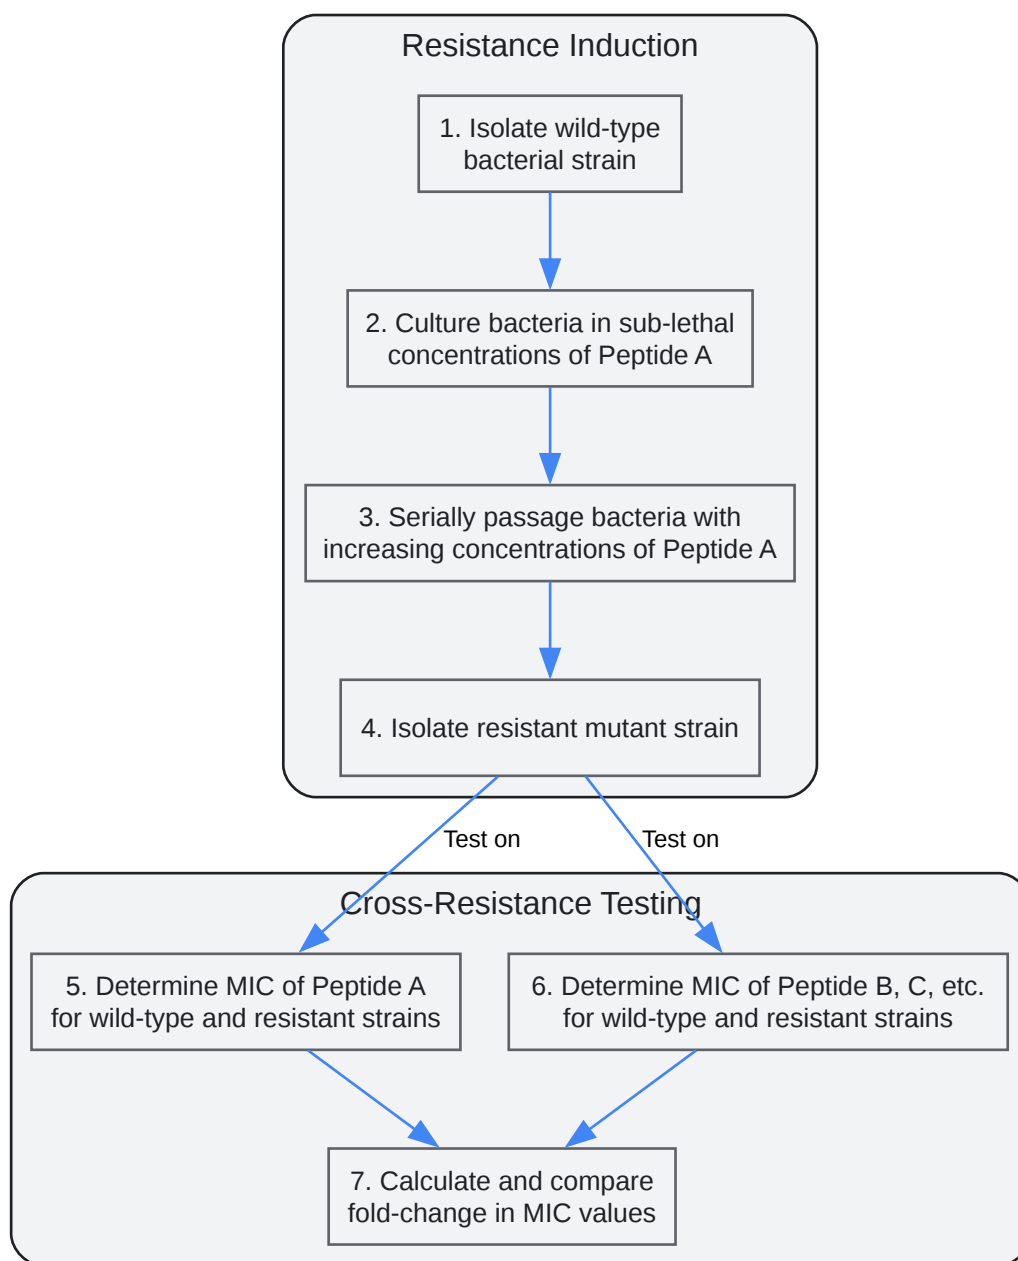 Resistance Induction
1. Isolate wild-type
bacterial strain
2. Culture bacteria in sub-lethal
concentrations of Peptide A
3. Serially passage bacteria with
increasing concentrations of Peptide A
4. Isolate resistant mutant strain
Test on
Test on
Cross-Resistance Testing
5. Determine MIC of Peptide A
for wild-type and resistant strains
6. Determine MIC of Peptide B, C, etc.
for wild-type and resistant strains
7. Calculate and compare
fold-change in MIC values